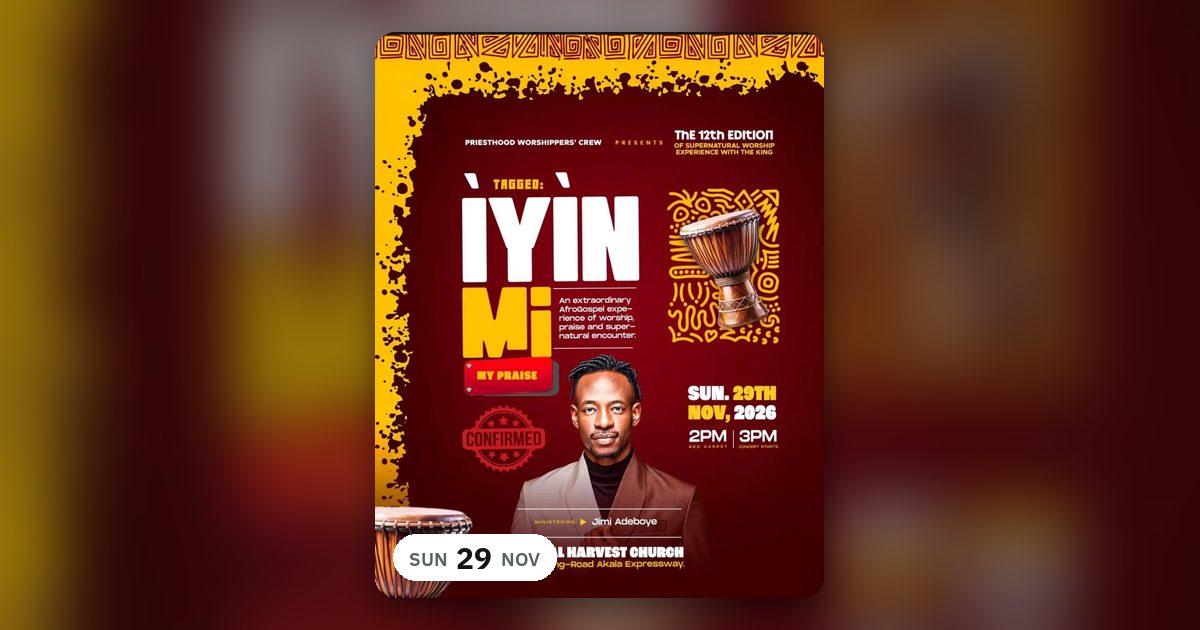 PRIESTHOOD WORSHIPPERS' CREW PRESENTS
THE 12th EDITION
OF SUPERNATURAL WORSHIP
EXPERIENCE WITH THE KING
TAGGED:
ÌYÌN
Mi
An extraordinary
AfroGospel expe-
rience of worship,
praise and super-
natural encounter.
MY PRAISE
CONFIRMED
SUN. 29TH
NOV, 2026
2PM 3PM
RED CARPET CONCERT STARTS
MINISTERING Jimi Adeboye
HARVEST CHURCH
Road Akala Expressway.
SUN 29 NOV